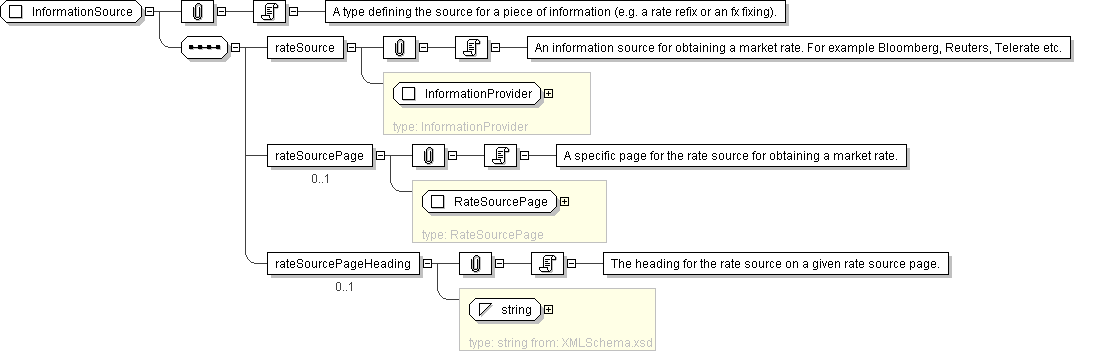 InformationSource
A type defining the source for a piece of information (e.g. a rate refix or an fx fixing).
rateSource
An information source for obtaining a market rate. For example Bloomberg, Reuters, Telerate etc.
InformationProvider
type: InformationProvider
rateSourcePage
A specific page for the rate source for obtaining a market rate.
0..1
RateSourcePage
type: RateSourcePage
rateSourcePageHeading
The heading for the rate source on a given rate source page.
0..1
string
type: string from: XMLSchema.xsd